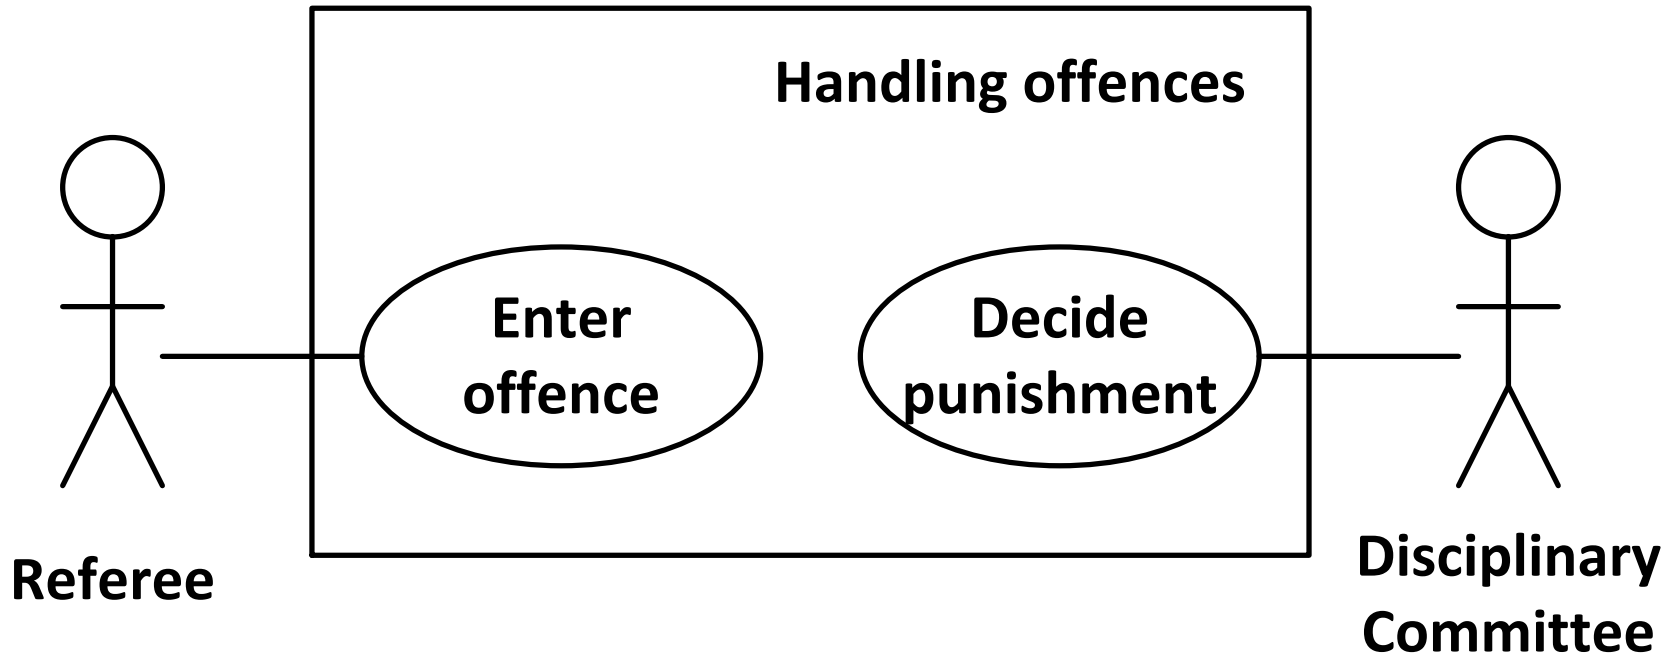 Handling offences
Enter
offence
Decide
punishment
Referee
Disciplinary
Committee